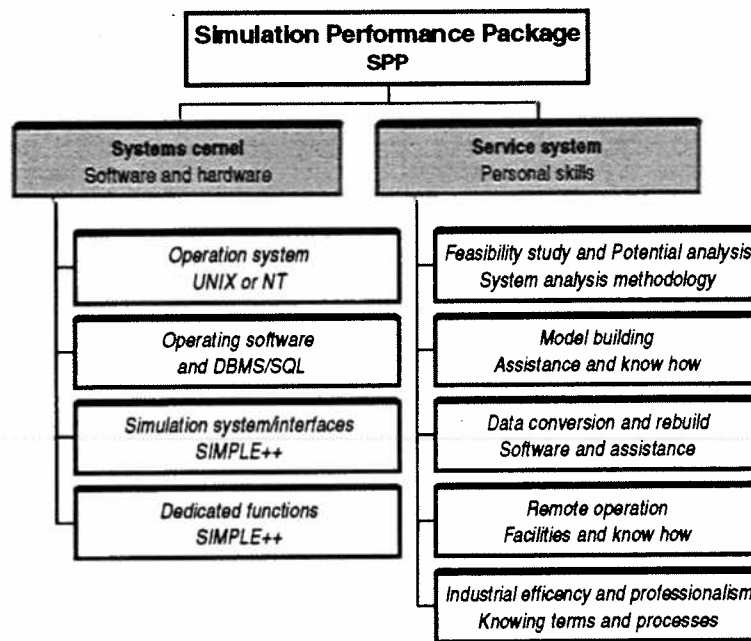 Simulation Performance Package
SPP
Systems cernel
Software and hardware
Service system
Personal skills
Operation system
UNIX or NT
Operating software
and DBMS/SQL
Simulation system/interfaces
SIMPLE++
Dedicated functions
SIMPLE++
Feasibility study and Potential analysis
System analysis methodology
Model building
Assistance and know how
Data conversion and rebuild
Software and assistance
Remote operation
Facilities and know how
Industrial efficency and professionalism
Knowing terms and processes